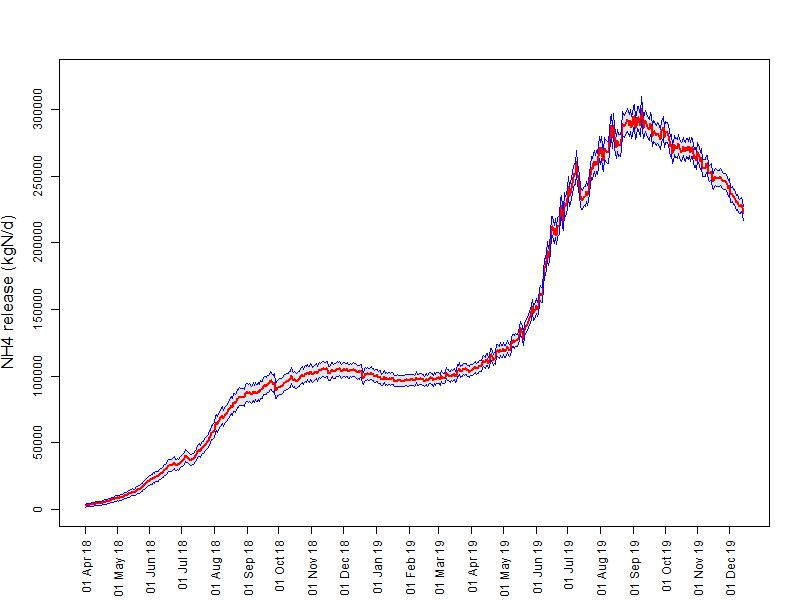 NH4 release (kgN/d)
300000
250000
200000
150000
100000
50000
0
01 Apr 18
01 May 18
01 Jun 18
01 Jul 18
01 Aug 18
01 Sep 18
01 Oct 18
01 Nov 18
01 Dec 18
01 Jan 19
01 Feb 19
01 Mar 19
01 Apr 19
01 May 19
01 Jun 19
01 Jul 19
01 Aug 19
01 Sep 19
01 Oct 19
01 Nov 19
01 Dec 19